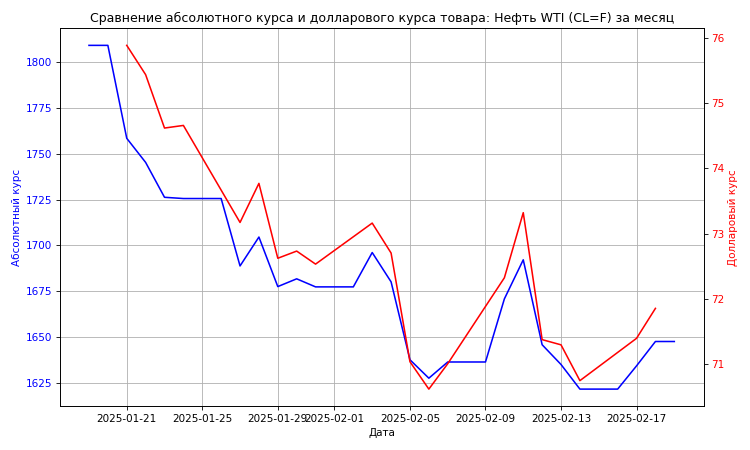 Сравнение абсолютного курса и долларового курса товара: Нефть WTI (CL=F) за месяц
1800
1775
1750
1725
1700
1675
1650
1625
Абсолютный курс
76
75
74
73
72
71
Долларовый курс
2025-01-21 2025-01-25 2025-01-29 2025-02-01 2025-02-05 2025-02-09 2025-02-13 2025-02-17
Дата